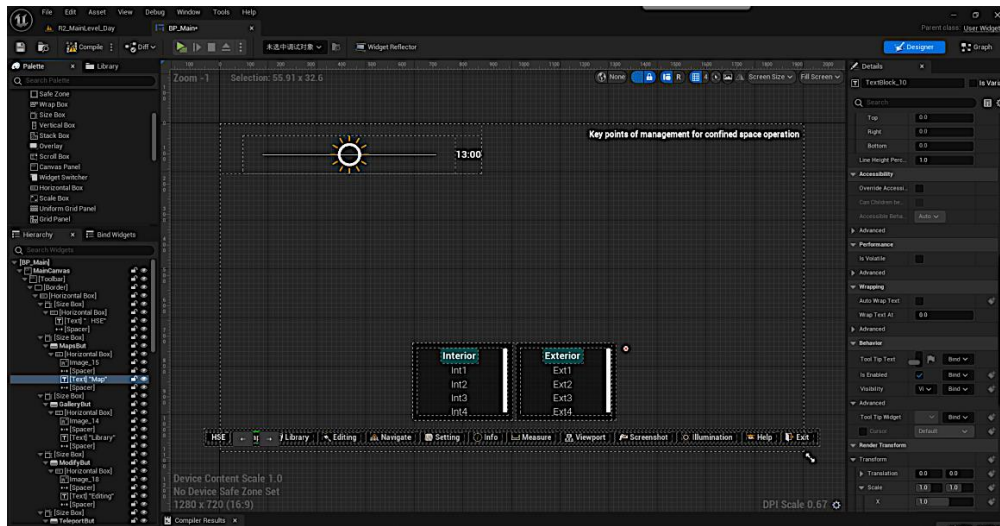 File Edit Asset View Debug Window Tools Help
R2_MainLevel_Day
BP_Main•
Parent class: User Widget
Compile
Diff
未选中调试对象
Widget Reflector
Designer
Graph
Palette
Library
Search Palette
Safe Zone
Wrap Box
Size Box
Vertical Box
Stack Box
Overlay
Scroll Box
Canvas Panel
Widget Switcher
Horizontal Box
Scale Box
Uniform Grid Panel
Grid Panel
Hierarchy
Bind Widgets
Search Widgets
[BP_Main]
MainCanvas
[Toolbar]
[Border]
[Horizontal Box]
[Size Box]
[Horizontal Box]
[Text] " HSE"
[Spacer]
[Size Box]
MapsBut
[Horizontal Box]
Image_15
[Spacer]
[Text] "Map"
[Spacer]
[Size Box]
GalleryBut
[Horizontal Box]
Image_14
[Spacer]
[Text] "Library"
[Spacer]
[Size Box]
ModifyBut
[Horizontal Box]
Image_18
[Spacer]
[Text] "Editing"
[Spacer]
[Size Box]
TeleportBut
Zoom -1
Selection: 55.91 x 32.6
None
R
4
Screen Size
Fill Screen
Key points of management for confined space operation
13:00
Interior
Int1
Int2
Int3
Int4
Exterior
Ext1
Ext2
Ext3
Ext4
HSE
Library
Editing
Navigate
Setting
Info
Measure
Viewport
Screenshot
Illumination
Help
Exit
Device Content Scale 1.0
No Device Safe Zone Set
1280 x 720 (16:9)
DPI Scale 0.67
Compiler Results
Details
TextBlock_10
Is Vari
Search
Top 0.0
Right 0.0
Bottom 0.0
Line Height Perc... 1.0
Accessibility
Override Accessi...
Can Children be...
Accessible Beha... Auto
Advanced
Performance
Is Volatile
Advanced
Wrapping
Auto Wrap Text
Wrap Text At 0.0
Advanced
Behavior
Tool Tip Text Bind
Is Enabled Bind
Visibility Vi Bind
Advanced
Tool Tip Widget Bind
Cursor Default Bind
Render Transform
Transform
Translation 0.0 0.0
Scale 1.0 1.0
X 1.0